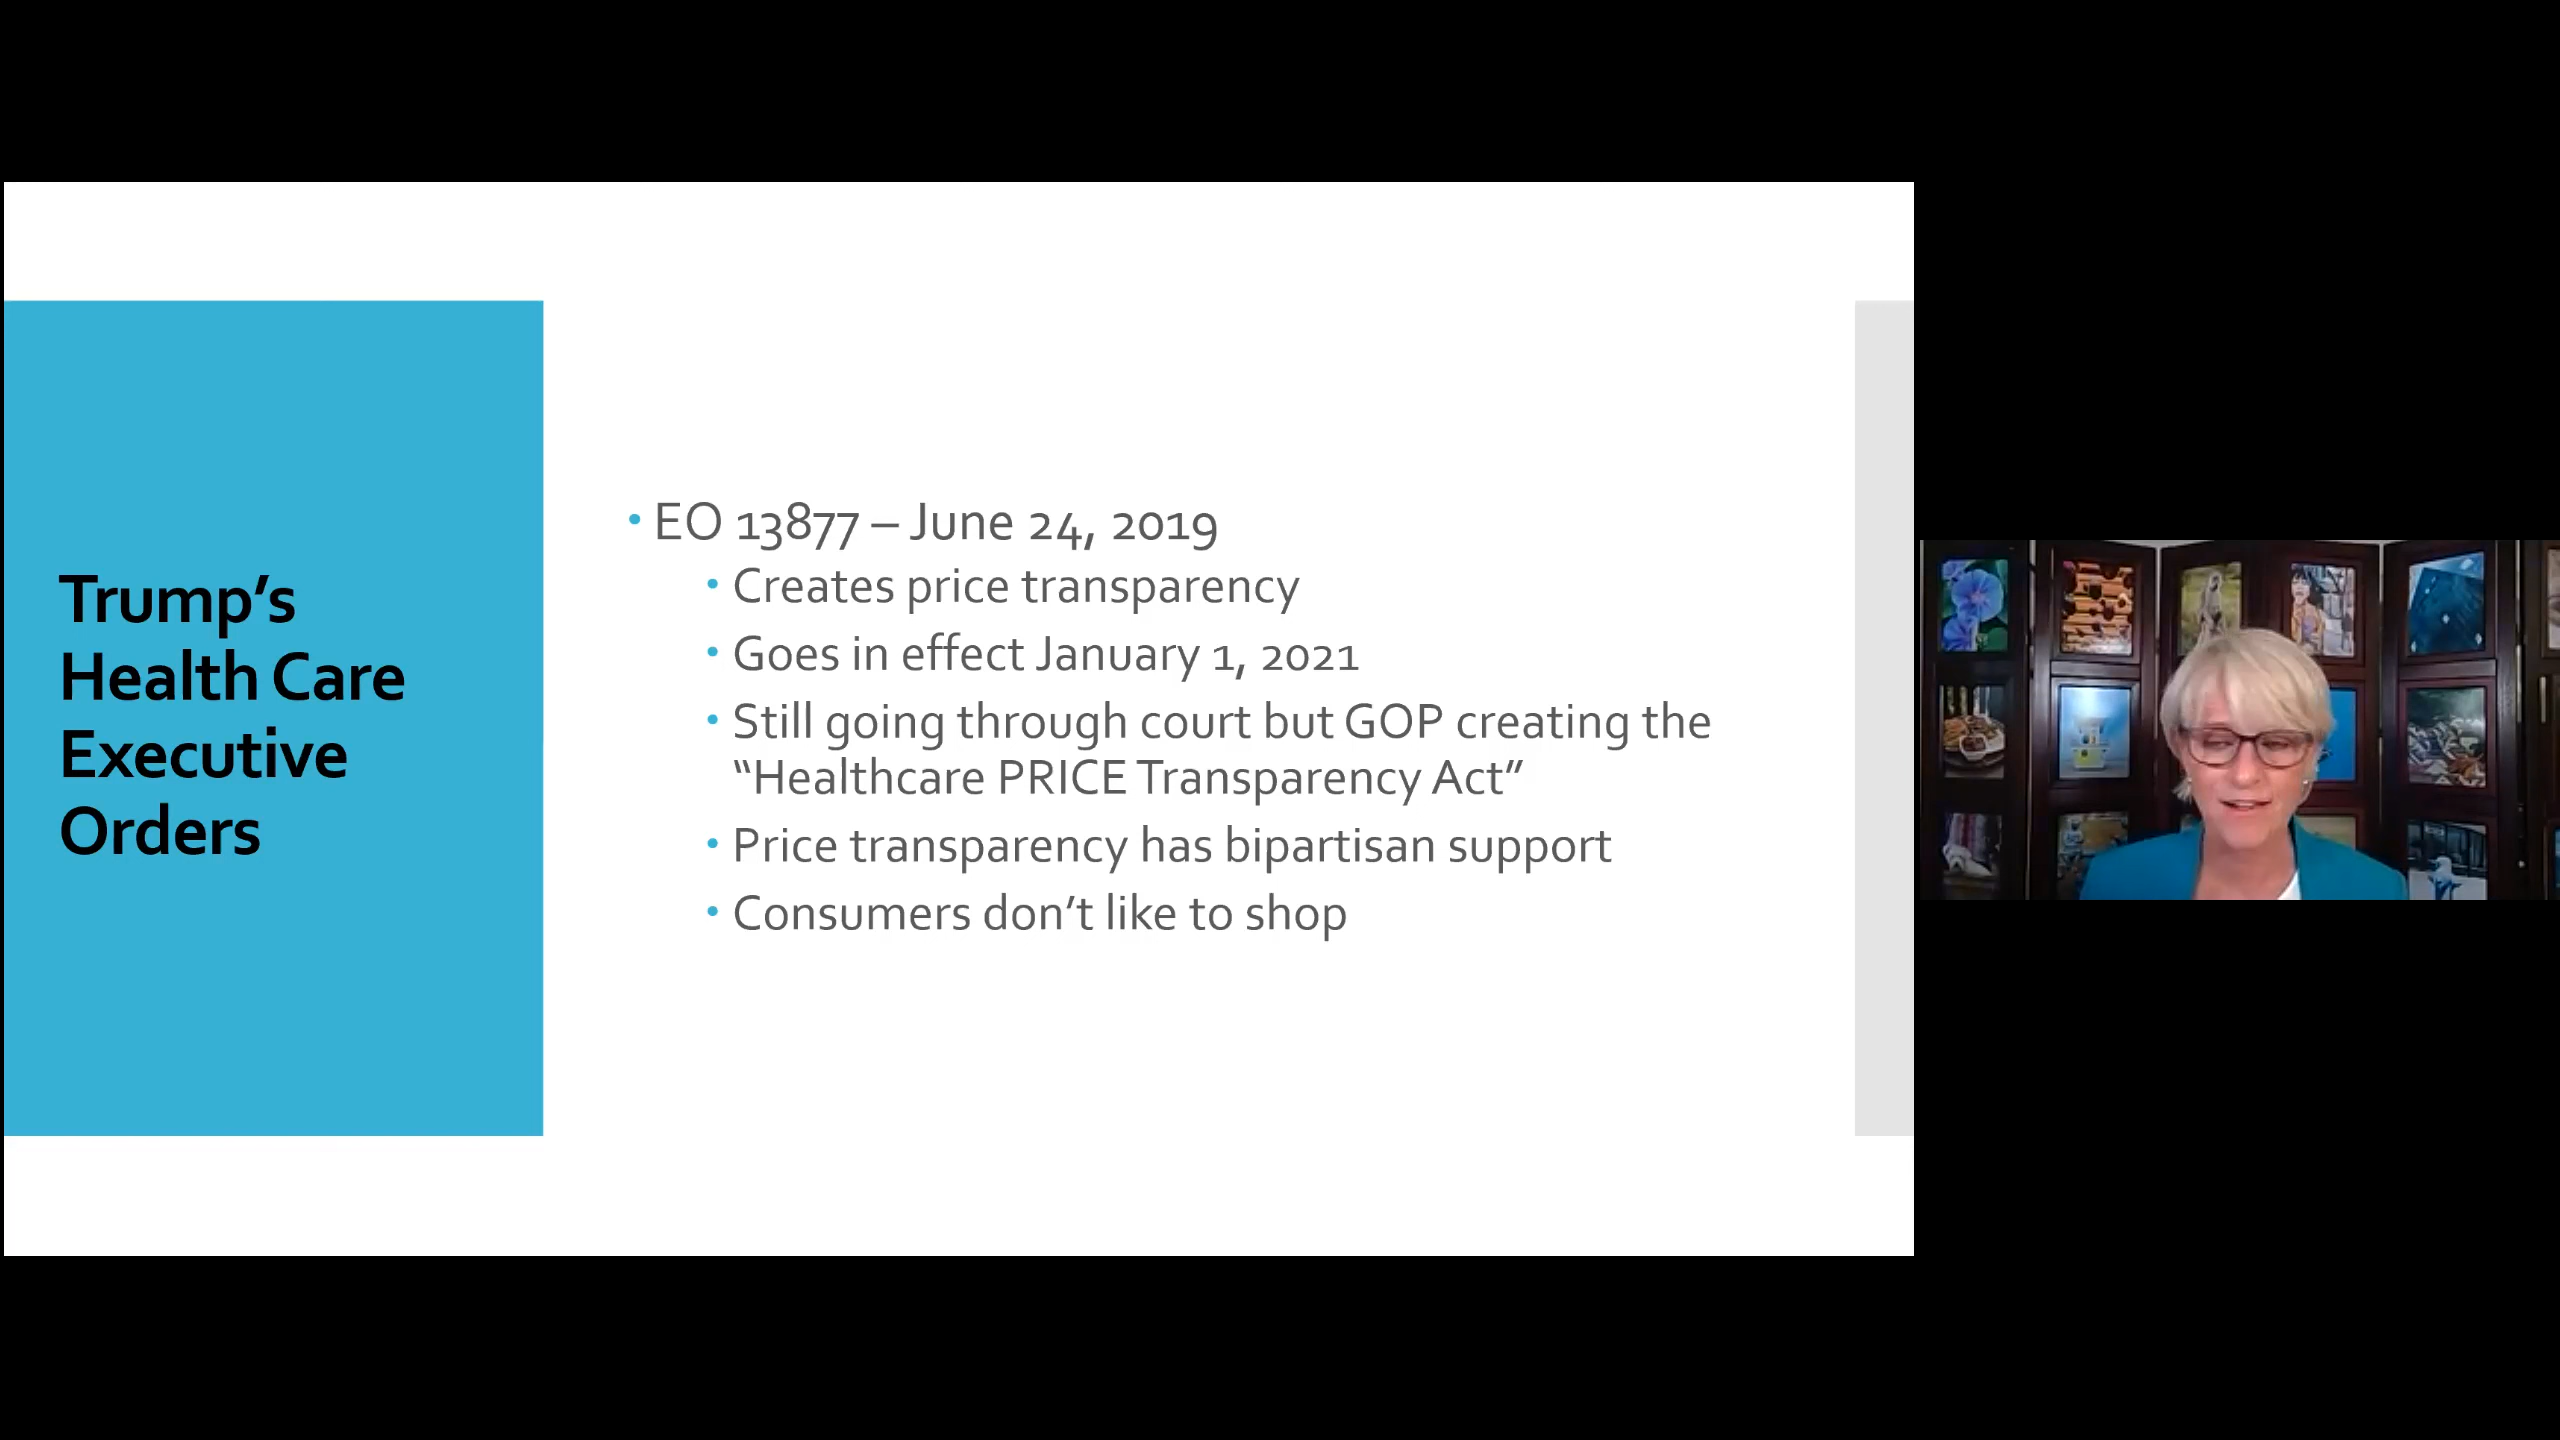 Trump’s
Health Care
Executive
Orders
• EO 13877 – June 24, 2019
• Creates price transparency
• Goes in effect January 1, 2021
• Still going through court but GOP creating the
“Healthcare PRICE Transparency Act”
• Price transparency has bipartisan support
• Consumers don’t like to shop